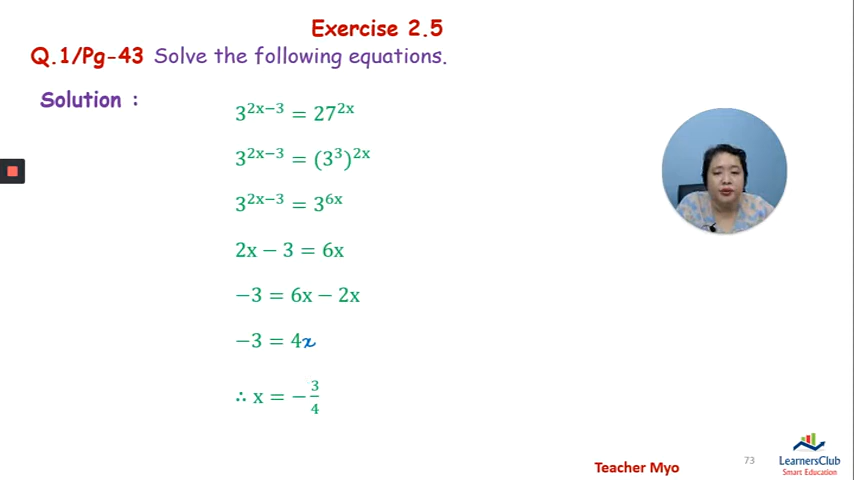 Exercise 2.5
Q.1/Pg-43 Solve the following equations.
Solution :
3^{2x−3} = 27^{2x}
3^{2x−3} = (3^3)^{2x}
3^{2x−3} = 3^{6x}
2x − 3 = 6x
−3 = 6x − 2x
−3 = 4x
∴ x = −3/4
Teacher Myo
73
LearnersClub
Smart Education